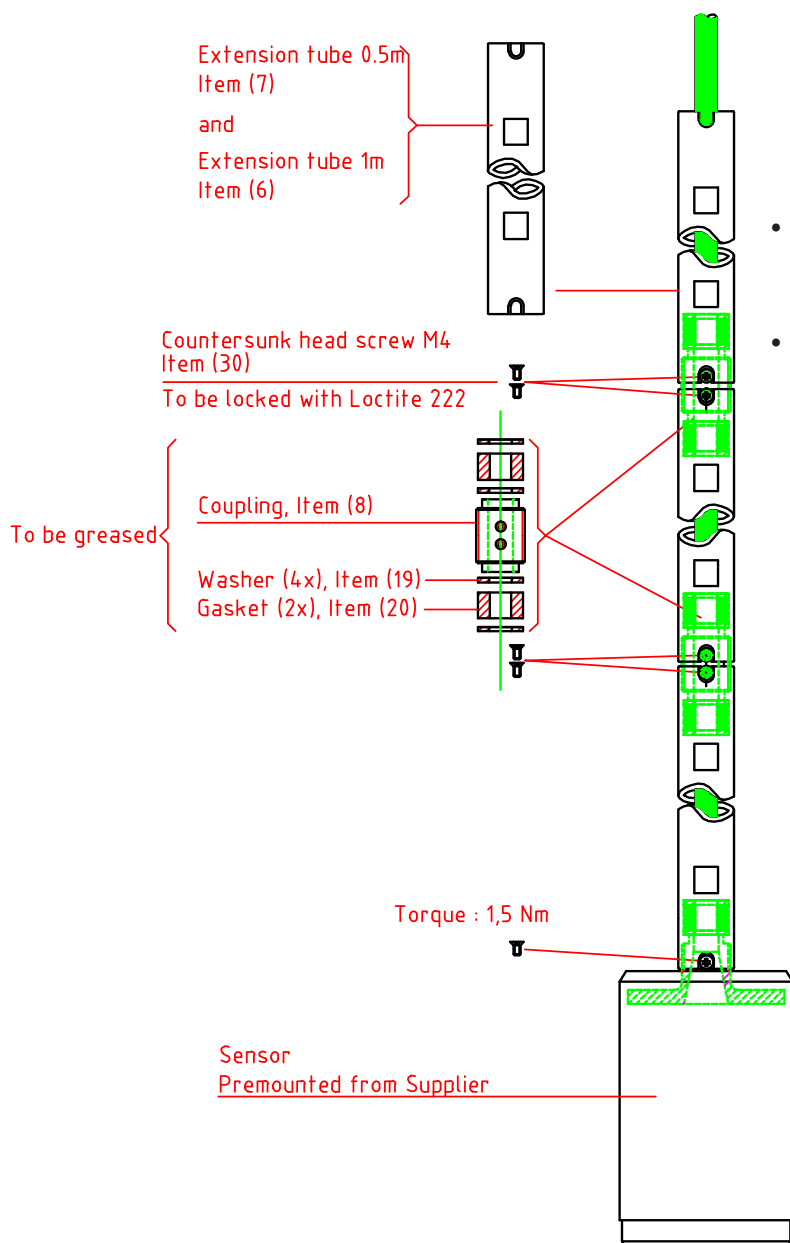 Extension tube 0.5m
Item (7)
and
Extension tube 1m
Item (6)
Countersunk head screw M4
Item (30)
To be locked with Loctite 222
Coupling, Item (8)
To be greased
Washer (4x), Item (19)
Gasket (2x), Item (20)
Torque : 1,5 Nm
Sensor
Premounted from Supplier